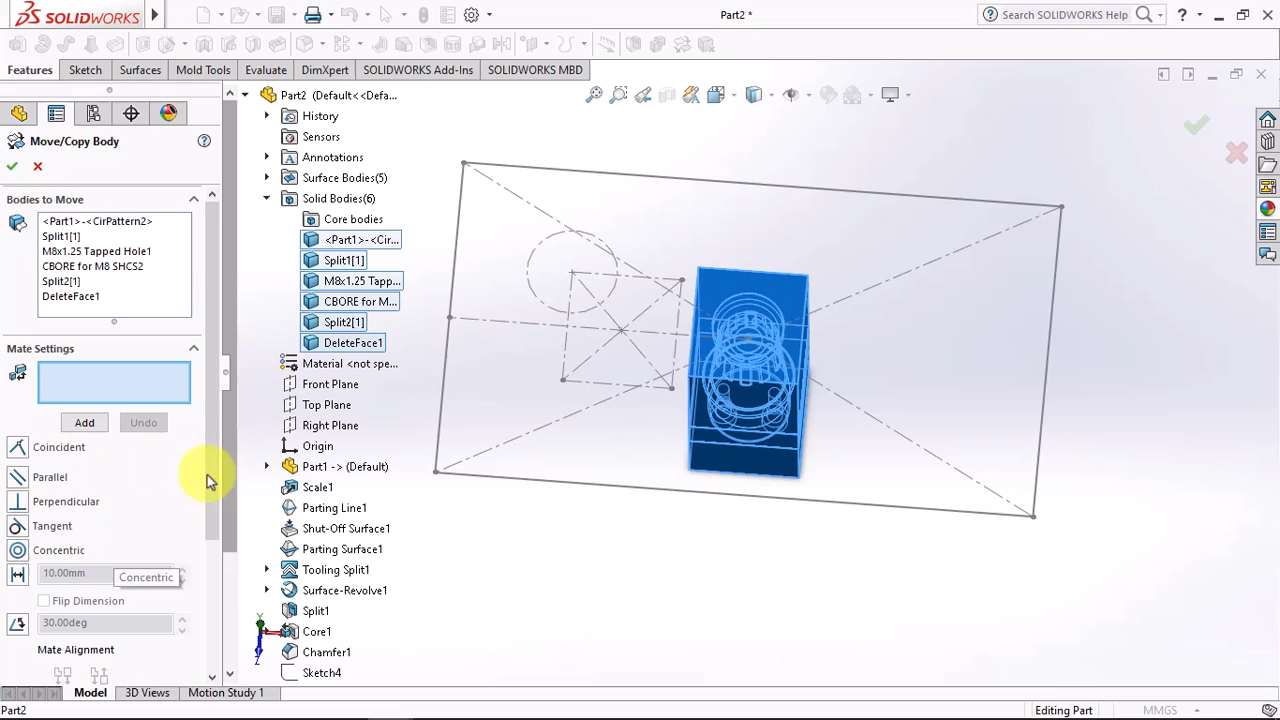 SOLIDWORKS
Part2 *
Search SOLIDWORKS Help
Features
Sketch
Surfaces
Mold Tools
Evaluate
DimXpert
SOLIDWORKS Add-Ins
SOLIDWORKS MBD
Move/Copy Body
Bodies to Move
<Part1>-<CirPattern2>
Split1[1]
M8x1.25 Tapped Hole1
CBORE for M8 SHCS2
Split2[1]
DeleteFace1
Mate Settings
Add
Undo
Concident
Parallel
Perpendicular
Tangent
Concentric
10.00mm
Concentric
Flip Dimension
30.00deg
Mate Alignment
Part2 (Default<<Defa...
History
Sensors
Annotations
Surface Bodies(5)
Solid Bodies(6)
Core bodies
<Part1>-<Cir...
Split1[1]
M8x1.25 Tapp...
CBORE for M...
Split2[1]
DeleteFace1
Material <not spe...
Front Plane
Top Plane
Right Plane
Origin
Part1 -> (Default)
Scale1
Parting Line1
Shut-Off Surface1
Parting Surface1
Tooling Split1
Surface-Revolve1
Split1
Core1
Chamfer1
Sketch4
Y
Z
Model
3D Views
Motion Study 1
Part2
Editing Part
MMGS